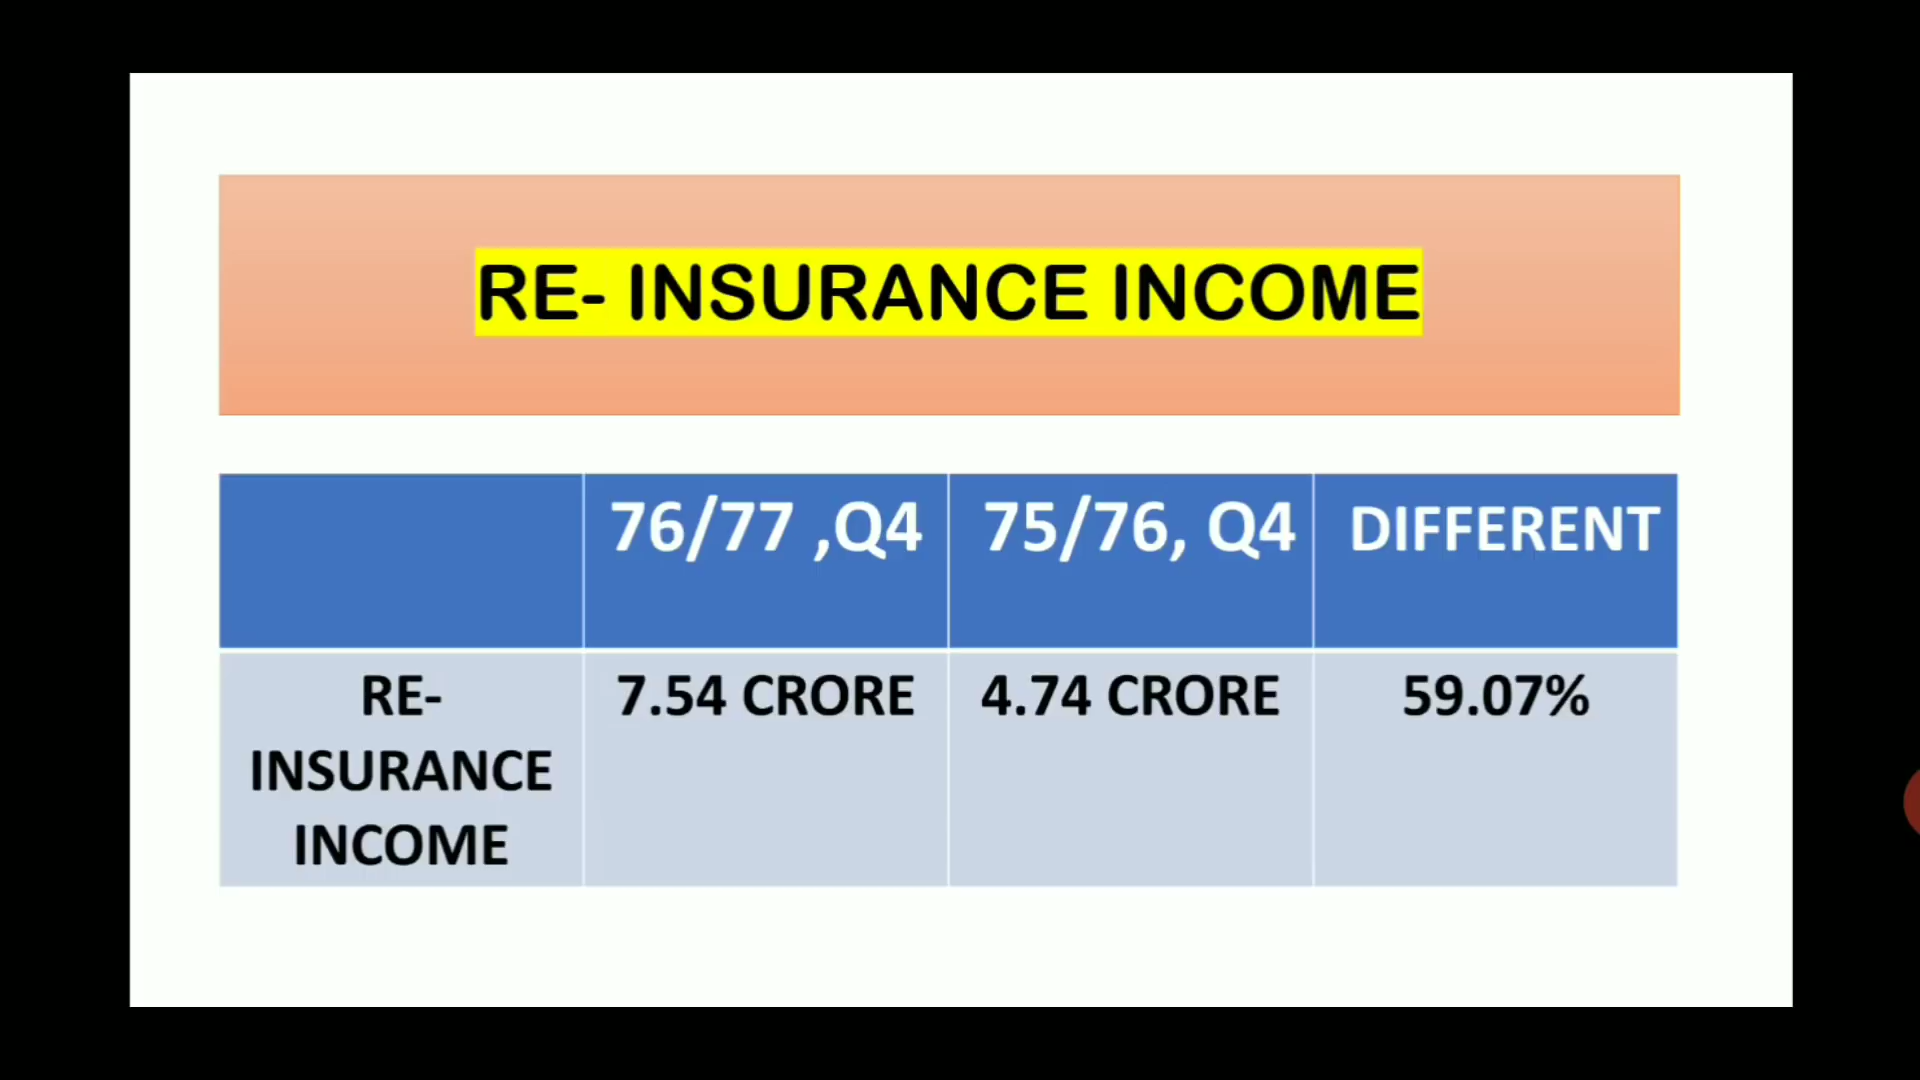 RE- INSURANCE INCOME
76/77 ,Q4 75/76, Q4 DIFFERENT
RE- 7.54 CRORE 4.74 CRORE 59.07%
INSURANCE
INCOME